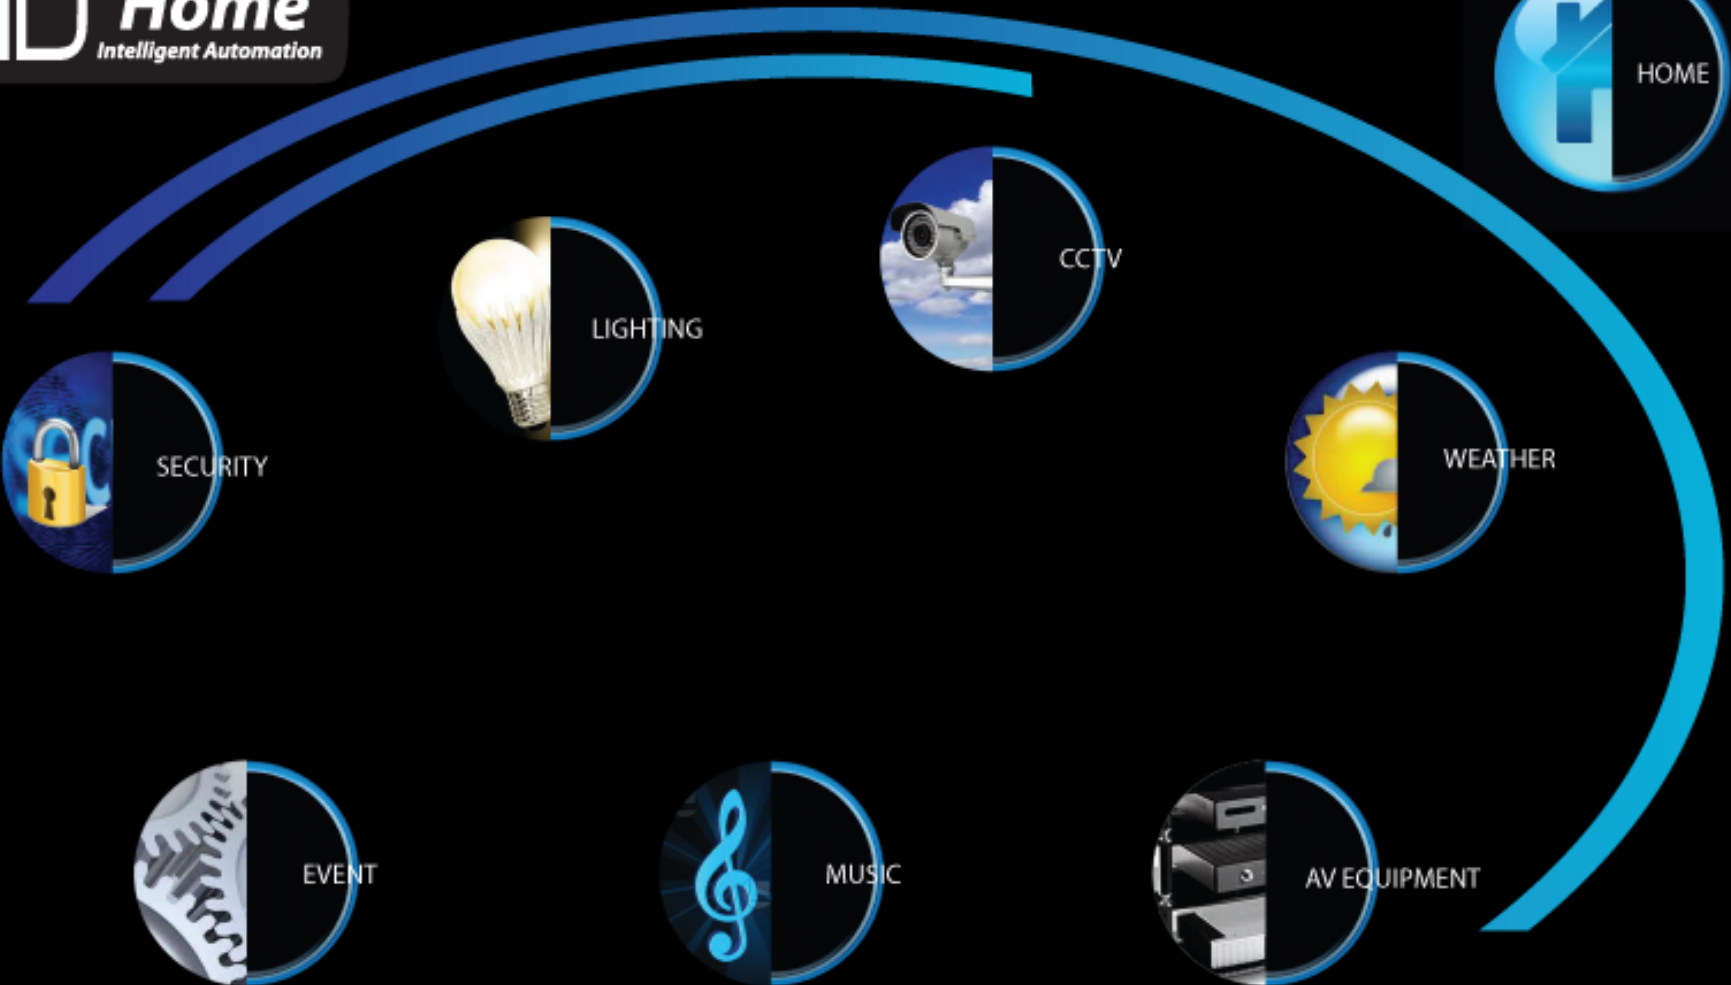 Home
Intelligent Automation
HOME
CCTV
LIGHTING
WEATHER
SECURITY
EVENT
MUSIC
AV EQUIPMENT